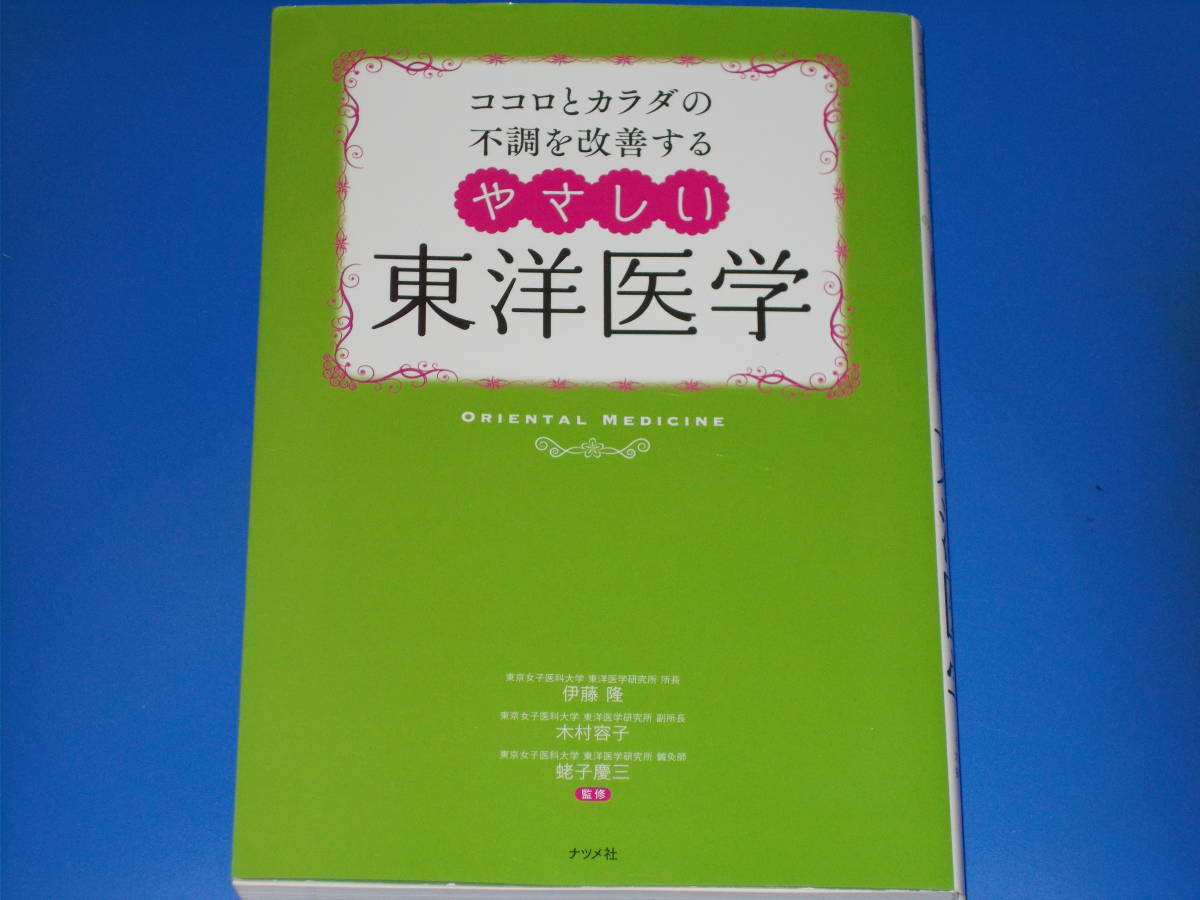 ココロとカラダの
不調を改善する
やさしい
東洋医学
ORIENTAL MEDICINE
東京女子医科大学 東洋医学研究所 所長
伊藤 隆
東京女子医科大学 東洋医学研究所 副所長
木村容子
東京女子医科大学 東洋医学研究所 鍼灸師
蛯子慶三
監修
ナツメ社